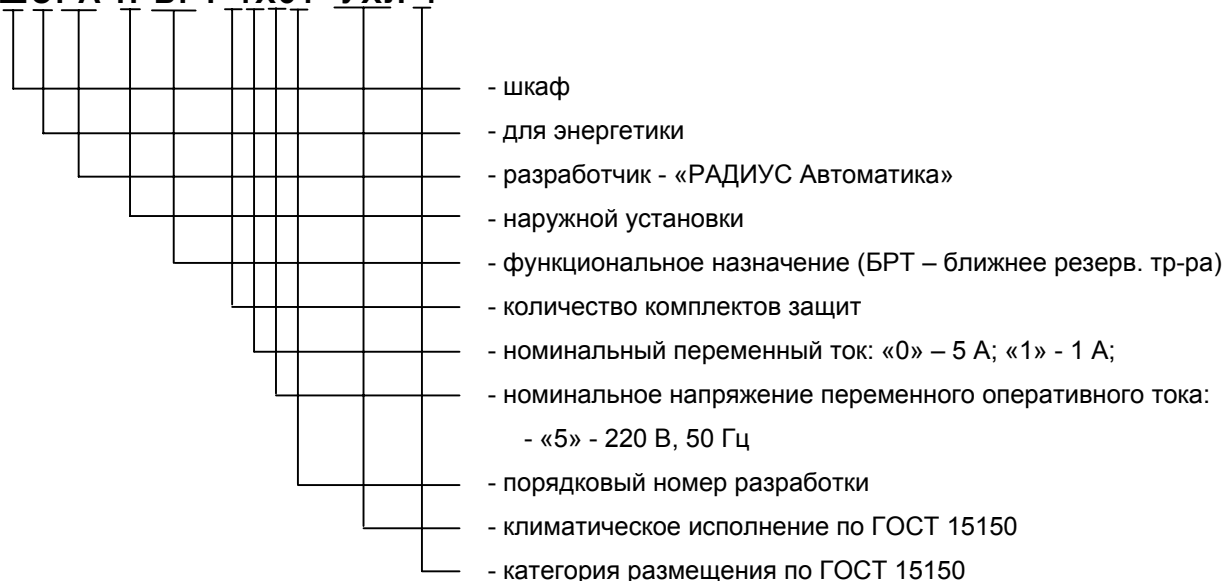 - шкаф
- для энергетики
- разработчик - «РАДИУС Автоматика»
- наружной установки
- функциональное назначение (БРТ – ближнее резерв. тр-ра)
- количество комплектов защит
- номинальный переменный ток: «0» – 5 А; «1» - 1 А;
- номинальное напряжение переменного оперативного тока:
- «5» - 220 В, 50 Гц
- порядковый номер разработки
- климатическое исполнение по ГОСТ 15150
- категория размещения по ГОСТ 15150